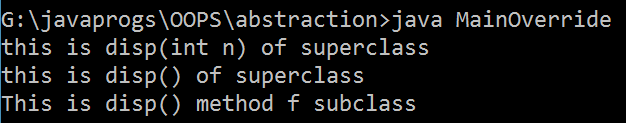 G:\javaprogs\OOPS\abstraction>java MainOverride
this is disp(int n) of superclass
this is disp() of superclass
This is disp() method f subclass